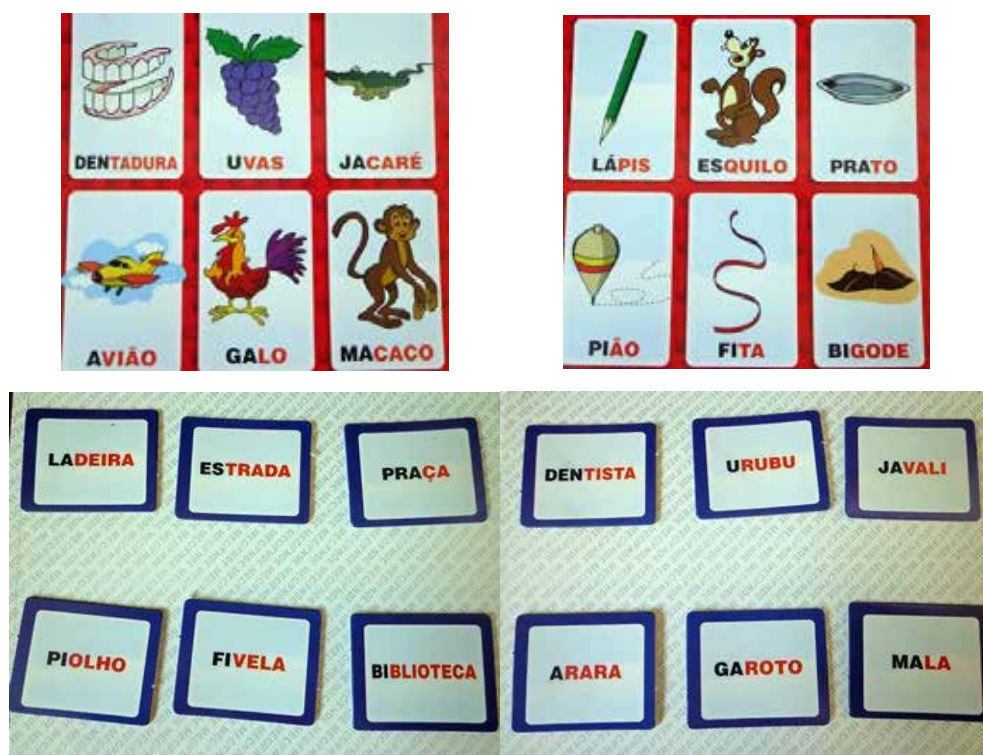 DENTADURA UVAS JACARÉ
AVIÃO GALO MACACO
LÁPIS ESQUILO PRATO
PIÃO FITA BIGODE
LADEIRA ESTRADA PRAÇA
PIOLHO FIVELA BIBLIOTECA
DENTISTA URUBU JAVALI
ARARA GAROTO MALA